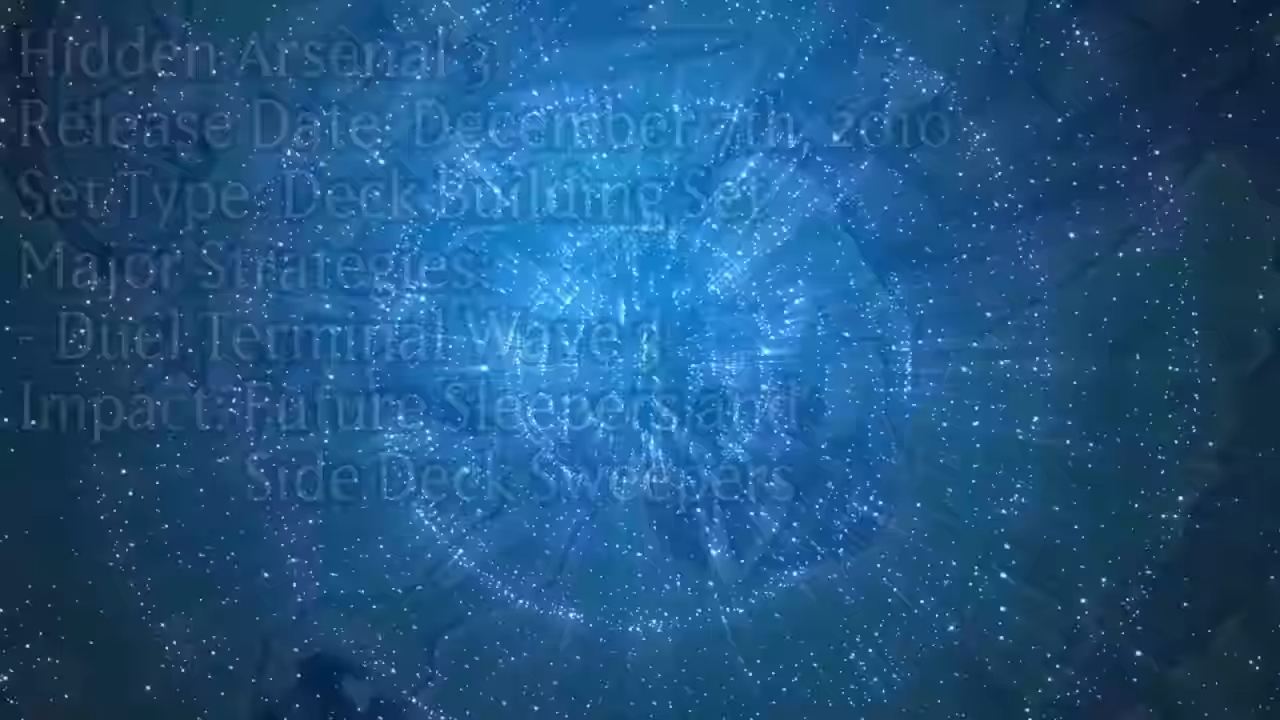 Hidden Arsenal 3
Release Date: December 7th, 2010
Set Type: Deck Building Set
Major Strategies:
- Duel Terminal Wave 3
Impact: Future Sleepers and
Side Deck Sweepers